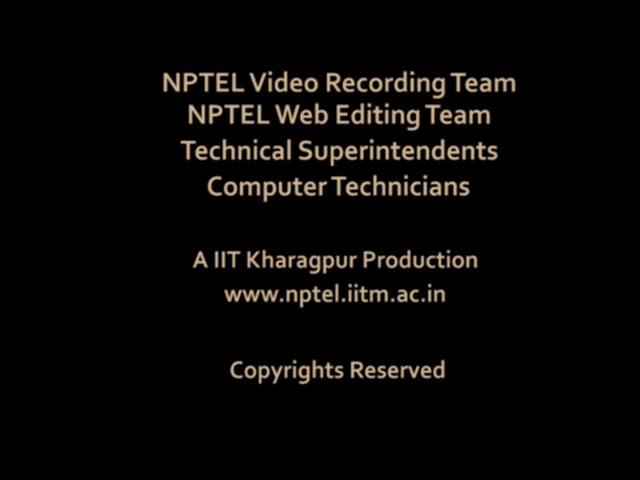 NPTEL Video Recording Team
NPTEL Web Editing Team
Technical Superintendents
Computer Technicians
A IIT Kharagpur Production
www.nptel.iitm.ac.in
Copyrights Reserved